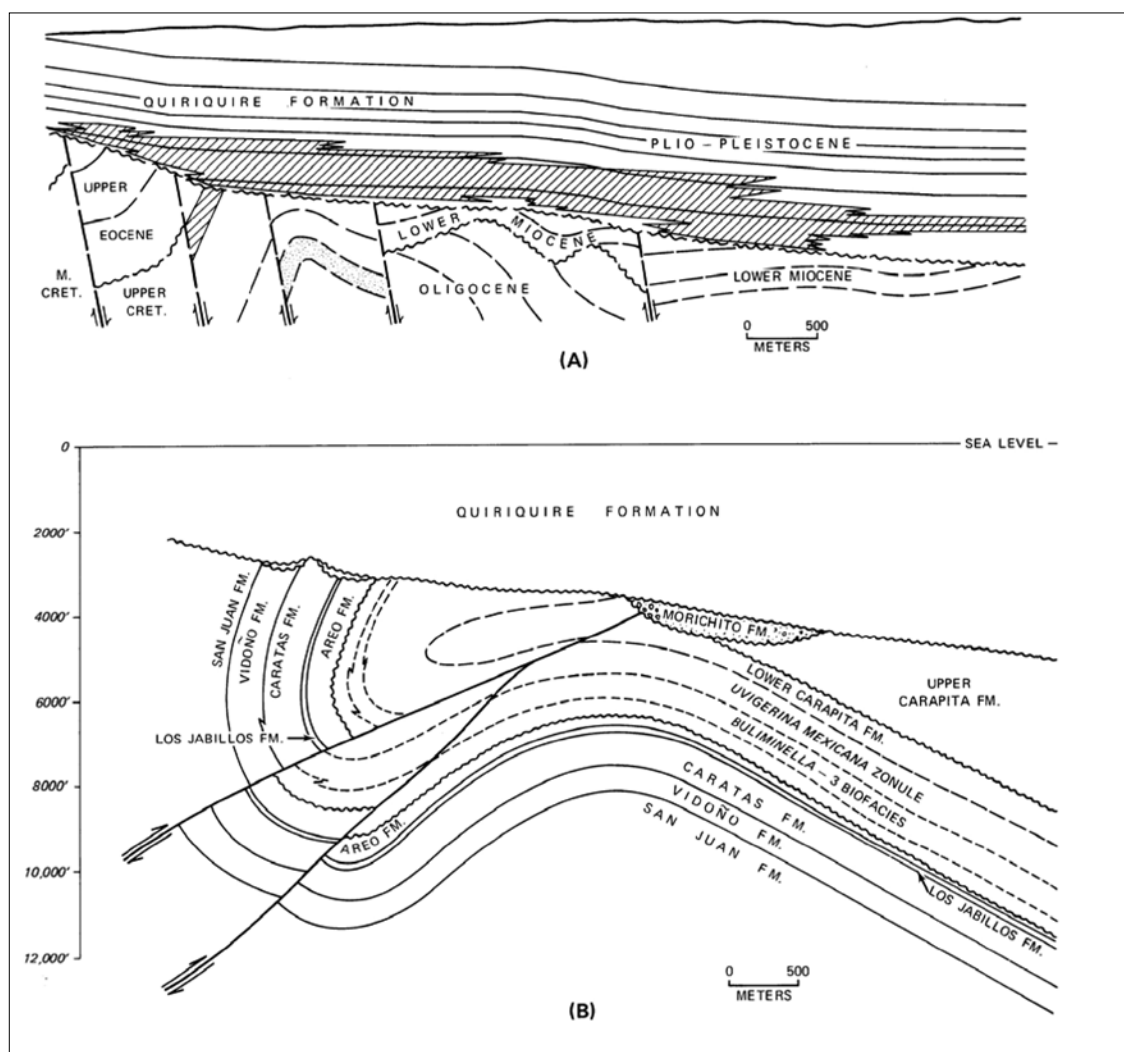 QUIRIQUIRE FORMATION
PLIO-PLEISTOCENE
UPPER
EOCENE
M.
CRET.
UPPER
CRET.
LOWER
MIOCENE
OLIGOCENE
LOWER MIOCENE
0 500
METERS
(A)
0
SEA LEVEL
QUIRIQUIRE FORMATION
2000'
4000'
6000'
8000'
10,000'
12,000'
SAN JUAN FM.
VIDOÑO FM.
CARATAS FM.
AREO FM.
LOS JABILLOS FM.
MORICHITO FM.
UPPER
CARAPITA FM.
LOWER CARAPITA FM.
UVIGERINA MEXICANA ZONULE
BULIMINELLA-3 BIOFACIES
AREO FM.
CARATAS FM.
VIDOÑO FM.
SAN JUAN FM.
LOS JABILLOS FM.
0 500
METERS
(B)